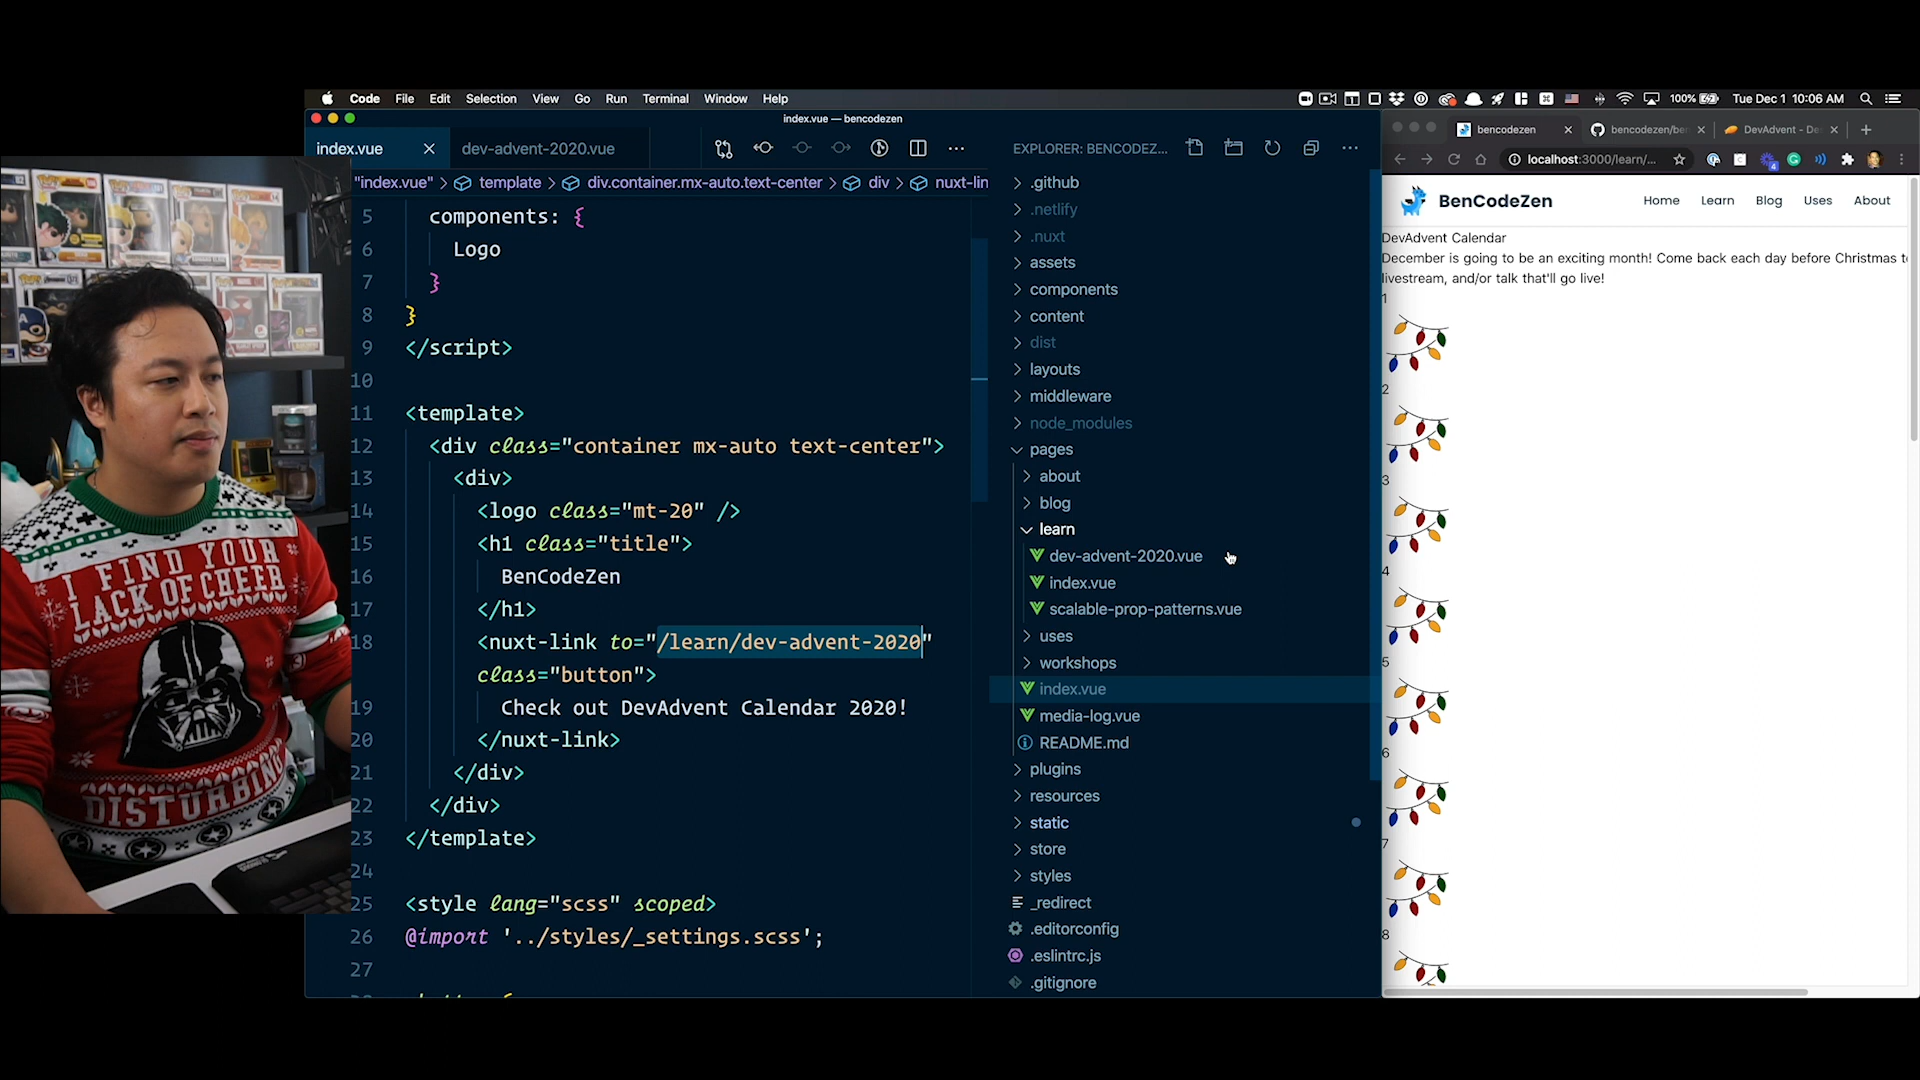 Code File Edit Selection View Go Run Terminal Window Help
100% Tue Dec 1 10:06 AM
index.vue — bencodezen
index.vue
dev-advent-2020.vue
"index.vue" > template > div.container.mx-auto.text-center > div > nuxt-lin
5 components: {
6 Logo
7 }
8 }
9 </script>
10
11 <template>
12 <div class="container mx-auto text-center">
13 <div>
14 <logo class="mt-20" />
15 <h1 class="title">
16 BenCodeZen
17 </h1>
18 <nuxt-link to="/learn/dev-advent-2020"
class="button">
19 Check out DevAdvent Calendar 2020!
20 </nuxt-link>
21 </div>
22 </div>
23 </template>
24
25 <style lang="scss" scoped>
26 @import '../styles/_settings.scss';
27
EXPLORER: BENCODEZ...
.github
.netlify
.nuxt
assets
components
content
dist
layouts
middleware
node_modules
pages
about
blog
learn
dev-advent-2020.vue
index.vue
scalable-prop-patterns.vue
uses
workshops
index.vue
media-log.vue
README.md
plugins
resources
static
store
styles
_redirect
.editorconfig
.eslintrc.js
.gitignore
bencodezen
bencodezen/be
DevAdvent - De
localhost:3000/learn/...
BenCodeZen
Home Learn Blog Uses About
DevAdvent Calendar
December is going to be an exciting month! Come back each day before Christmas t
livestream, and/or talk that'll go live!
1
2
3
4
5
6
7
8
I FIND YOUR
LACK OF CHEER
DISTURBING